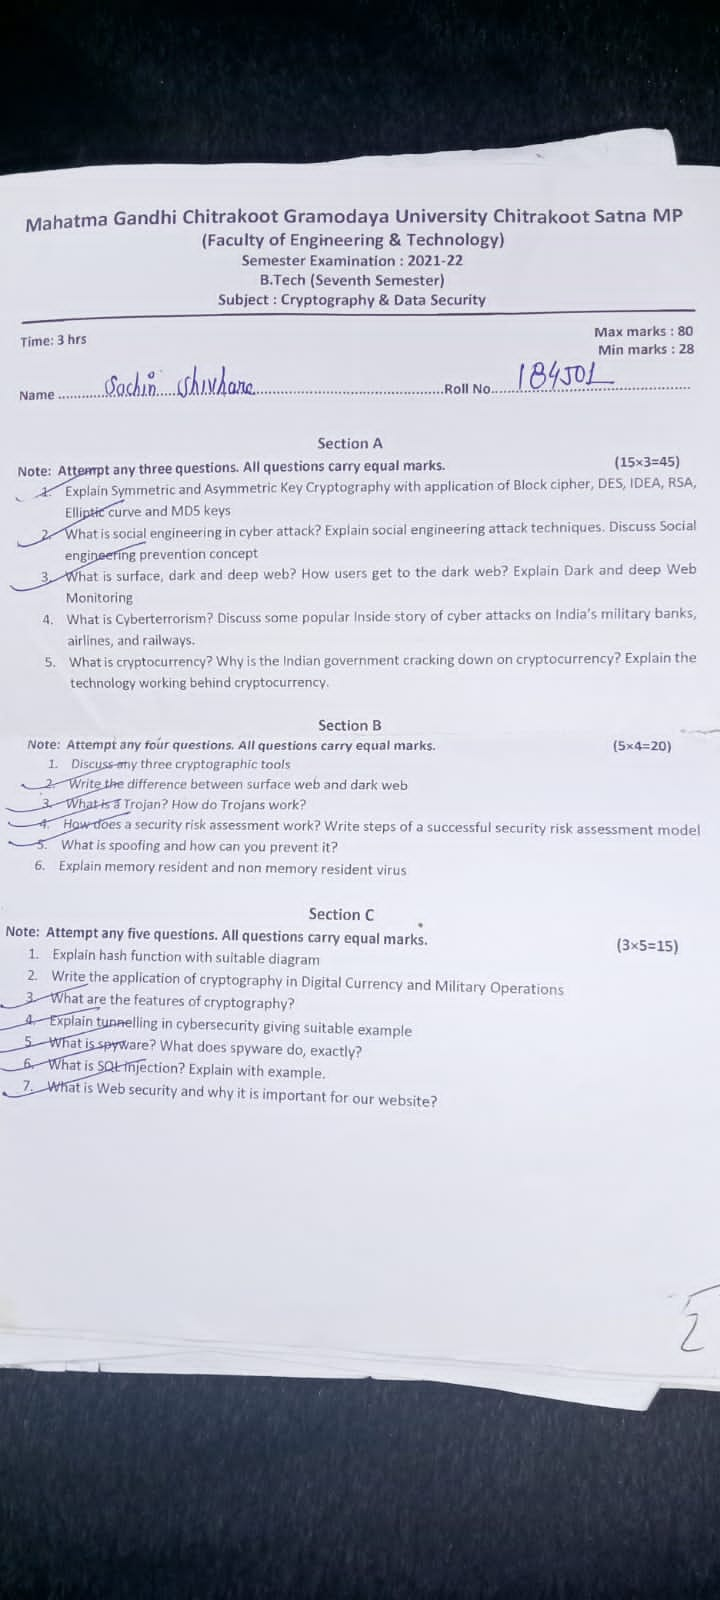 Mahatma Gandhi Chitrakoot Gramodaya University Chitrakoot Satna MP
(Faculty of Engineering & Technology)
Semester Examination : 2021-22
B.Tech (Seventh Semester)
Subject : Cryptography & Data Security
Time: 3 hrs
Max marks : 80
Min marks : 28
Name ............Sachin Shivhare..............................................Roll No......184501................
Section A
Note: Attempt any three questions. All questions carry equal marks. (15×3=45)
1. Explain Symmetric and Asymmetric Key Cryptography with application of Block cipher, DES, IDEA, RSA,
Elliptic curve and MD5 keys
2. What is social engineering in cyber attack? Explain social engineering attack techniques. Discuss Social
engineering prevention concept
3. What is surface, dark and deep web? How users get to the dark web? Explain Dark and deep Web
Monitoring
4. What is Cyberterrorism? Discuss some popular Inside story of cyber attacks on India's military banks,
airlines, and railways.
5. What is cryptocurrency? Why is the Indian government cracking down on cryptocurrency? Explain the
technology working behind cryptocurrency.
Section B
Note: Attempt any four questions. All questions carry equal marks. (5×4=20)
1. Discuss any three cryptographic tools
2. Write the difference between surface web and dark web
3. What is a Trojan? How do Trojans work?
4. How does a security risk assessment work? Write steps of a successful security risk assessment model
5. What is spoofing and how can you prevent it?
6. Explain memory resident and non memory resident virus
Section C
Note: Attempt any five questions. All questions carry equal marks. (3×5=15)
1. Explain hash function with suitable diagram
2. Write the application of cryptography in Digital Currency and Military Operations
3. What are the features of cryptography?
4. Explain tunnelling in cybersecurity giving suitable example
5. What is spyware? What does spyware do, exactly?
6. What is SQL injection? Explain with example.
7. What is Web security and why it is important for our website?